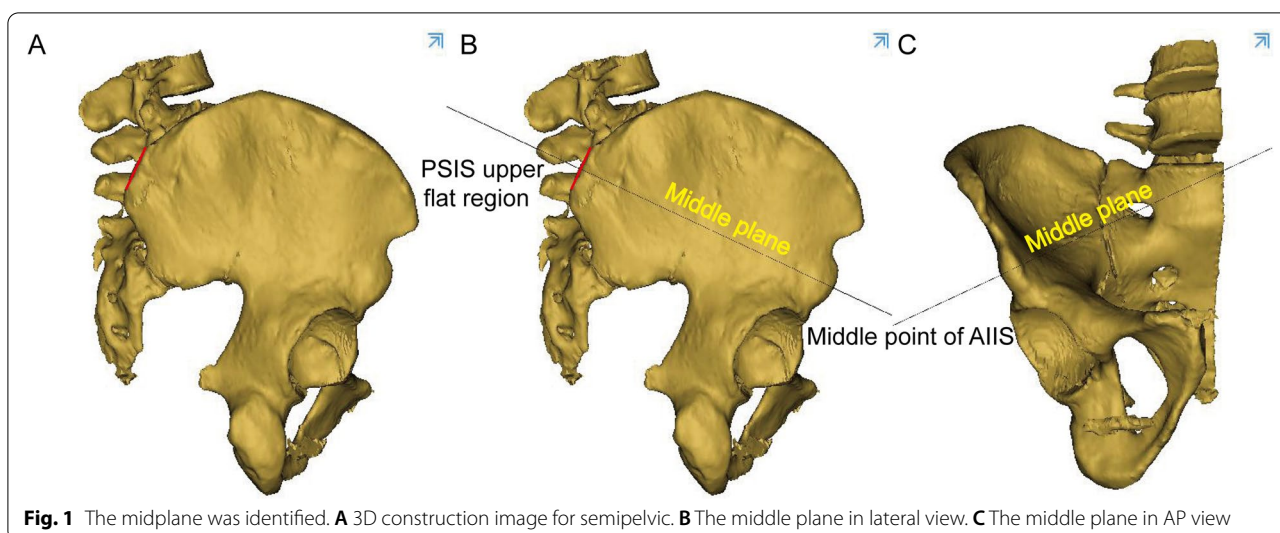 A
B
C
PSIS upper
flat region
Middle plane
Middle plane
Middle point of AIIS
Fig. 1 The midplane was identified. A 3D construction image for semipelvic. B The middle plane in lateral view. C The middle plane in AP view